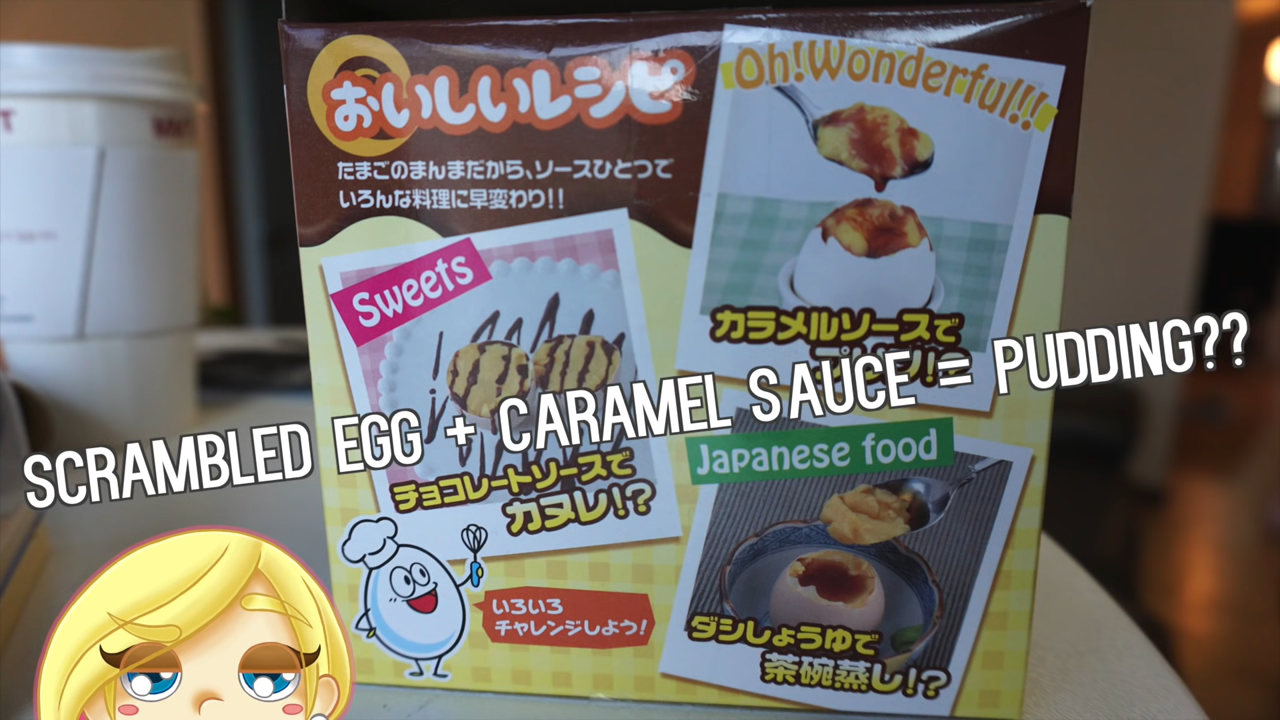 おいしいレシピ
たまごのまんまだから、ソースひとつで
いろんな料理に早変わり!!
Oh!Wonderful!!!
カラメルソースで
プリン!?
Sweets
チョコレートソースで
カヌレ!?
SCRAMBLED EGG + CARAMEL SAUCE = PUDDING??
Japanese food
ダシしょうゆで
茶碗蒸し!?
いろいろ
チャレンジしよう!